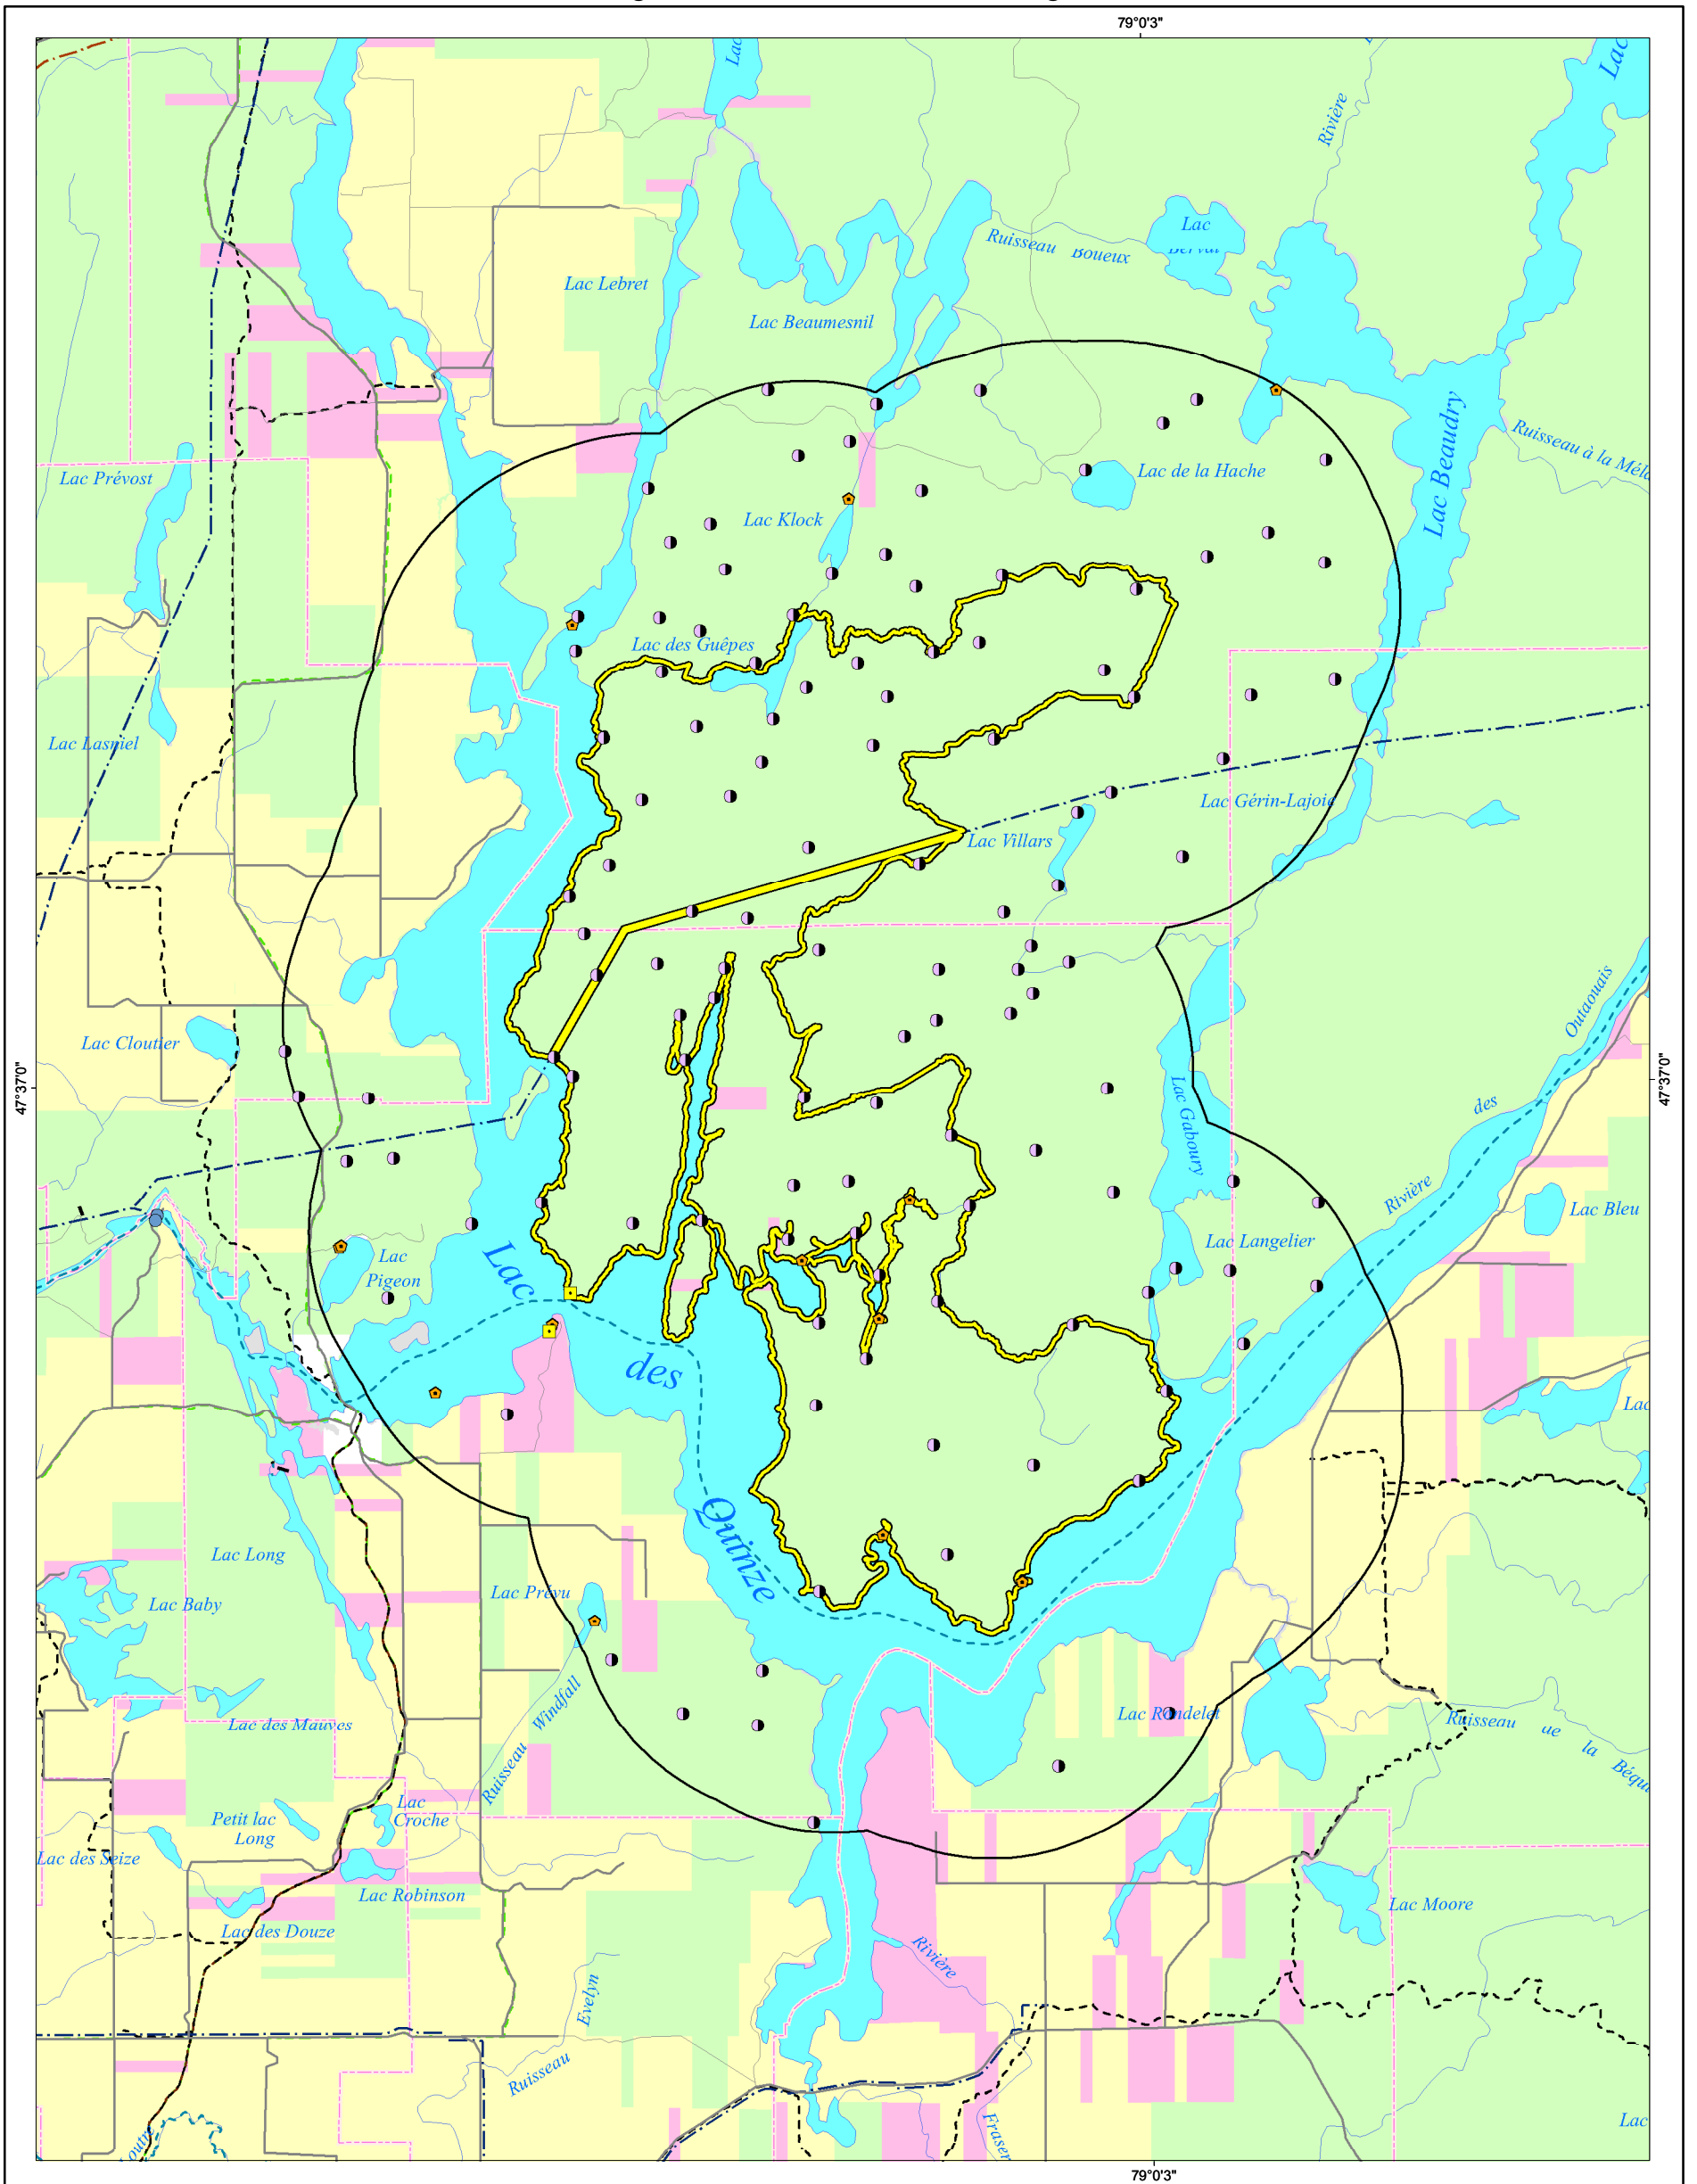 79°0'3"
Lac
Lac
Rivière
Lac
Ruisseau Boueux
Lac Lebret
Lac Beaumesnil
Lac Beaudry
Ruisseau à la
Lac Prévost
Lac de la Hache
Lac Klock
Lac des Guêpes
Lac Lasniel
Lac Gérin-Lajoie
Lac Villars
Outaouais
Lac Cloutier
47°37'0"
47°37'0"
des
Lac Gaboury
Rivière
Lac Bleu
Lac Langelier
Lac
Pigeon
Lac
des
Quinze
Lac
Lac Long
Lac Prévu
Lac Baby
Windfall
Lac des Mauves
Lac Rondelet
Ruisseau
de
la
Ruisseau
Lac
Croche
Petit lac
Long
Lac des Seize
Lac Robinson
Lac Moore
Lac des Douze
Rivière
Evelyn
Ruisseau
Fraser
Lac
79°0'3"